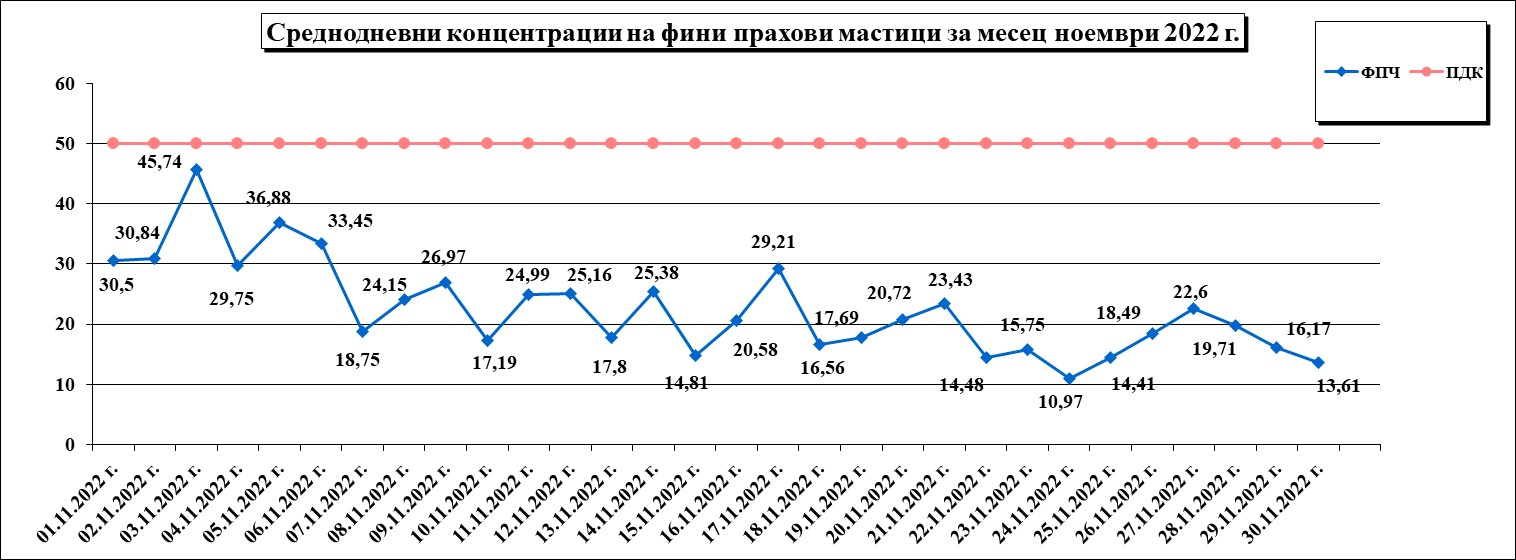 Среднодневни концентрации на фини прахови мастици за месец ноември 2022 г.
ФПЧ ПДК
60
50
40
30
20
10
0
30,5
30,84
45,74
29,75
36,88
33,45
18,75
24,15
26,97
17,19
24,99
25,16
17,8
25,38
14,81
20,58
29,21
16,56
17,69
20,72
23,43
14,48
15,75
10,97
14,41
18,49
22,6
19,71
16,17
13,61
01.11.2022 г.
02.11.2022 г.
03.11.2022 г.
04.11.2022 г.
05.11.2022 г.
06.11.2022 г.
07.11.2022 г.
08.11.2022 г.
09.11.2022 г.
10.11.2022 г.
11.11.2022 г.
12.11.2022 г.
13.11.2022 г.
14.11.2022 г.
15.11.2022 г.
16.11.2022 г.
17.11.2022 г.
18.11.2022 г.
19.11.2022 г.
20.11.2022 г.
21.11.2022 г.
22.11.2022 г.
23.11.2022 г.
24.11.2022 г.
25.11.2022 г.
26.11.2022 г.
27.11.2022 г.
28.11.2022 г.
29.11.2022 г.
30.11.2022 г.